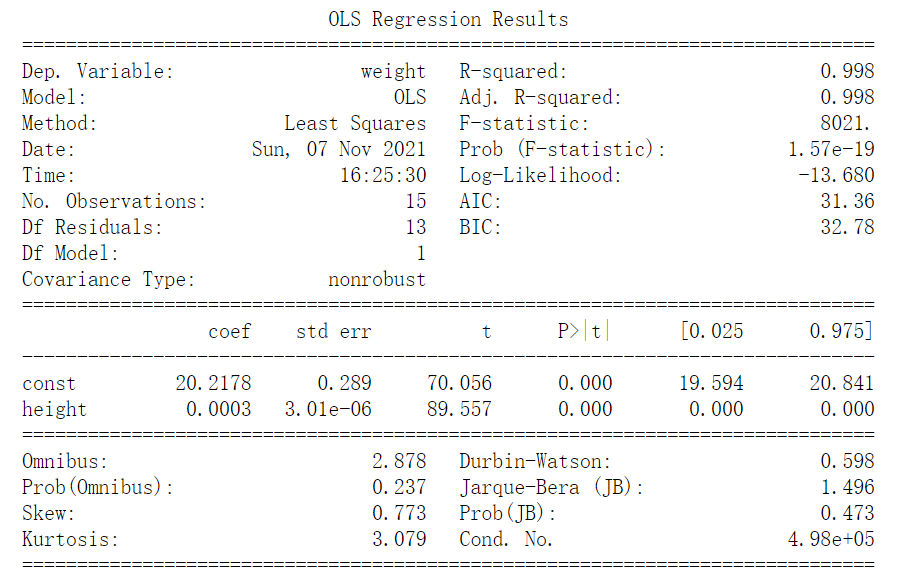 OLS Regression Results
==============================================================================
Dep. Variable:                 weight   R-squared:                       0.998
Model:                            OLS   Adj. R-squared:                  0.998
Method:                 Least Squares   F-statistic:                     8021.
Date:                Sun, 07 Nov 2021   Prob (F-statistic):           1.57e-19
Time:                        16:25:30   Log-Likelihood:                -13.680
No. Observations:                  15   AIC:                             31.36
Df Residuals:                      13   BIC:                             32.78
Df Model:                           1
Covariance Type:            nonrobust
==============================================================================
                 coef    std err          t      P>|t|      [0.025      0.975]
------------------------------------------------------------------------------
const         20.2178      0.289     70.056      0.000      19.594      20.841
height         0.0003   3.01e-06     89.557      0.000       0.000       0.000
==============================================================================
Omnibus:                        2.878   Durbin-Watson:                   0.598
Prob(Omnibus):                  0.237   Jarque-Bera (JB):                1.496
Skew:                           0.773   Prob(JB):                        0.473
Kurtosis:                       3.079   Cond. No.                     4.98e+05
==============================================================================